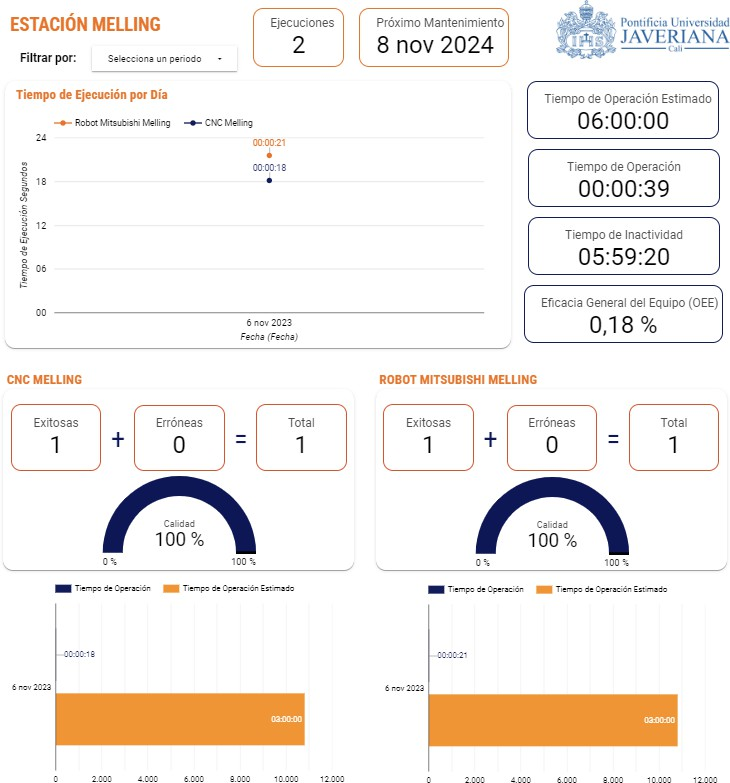 ESTACIÓN MELLING
Filtrar por:
Selecciona un periodo
Ejecuciones
2
Próximo Mantenimiento
8 nov 2024
Pontificia Universidad
JAVERIANA
Cali
IHS
Tiempo de Ejecución por Día
Robot Mitsubishi Melling
CNC Melling
Tiempo de Ejecución Segundos
24
18
12
06
00
00:00:21
00:00:18
6 nov 2023
Fecha (Fecha)
Tiempo de Operación Estimado
06:00:00
Tiempo de Operación
00:00:39
Tiempo de Inactividad
05:59:20
Eficacia General del Equipo (OEE)
0,18 %
CNC MELLING
Exitosas
1
+
Erróneas
0
=
Total
1
Calidad
100 %
0 %
100 %
Tiempo de Operación
Tiempo de Operación Estimado
00:00:18
6 nov 2023
03:00:00
0 2.000 4.000 6.000 8.000 10.000 12.000
ROBOT MITSUBISHI MELLING
Exitosas
1
+
Erróneas
0
=
Total
1
Calidad
100 %
0 %
100 %
Tiempo de Operación
Tiempo de Operación Estimado
00:00:21
6 nov 2023
03:00:00
0 2.000 4.000 6.000 8.000 10.000 12.000